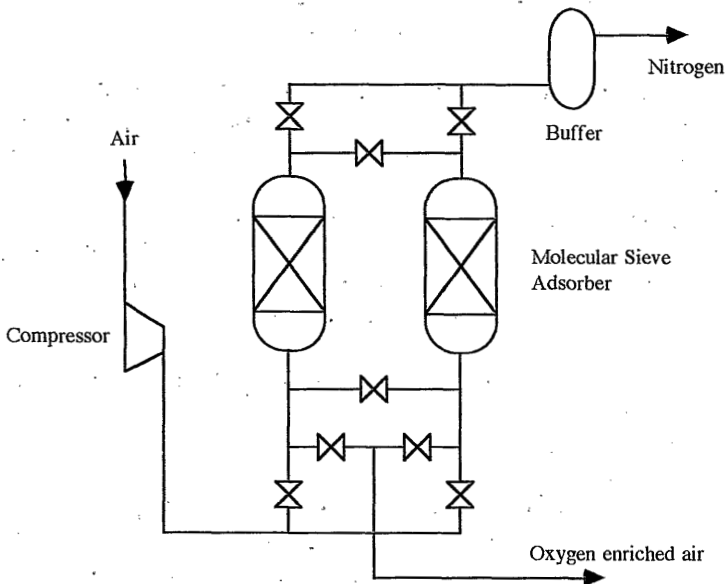 Nitrogen
Buffer
Air
Molecular Sieve
Adsorber
Compressor
Oxygen enriched air